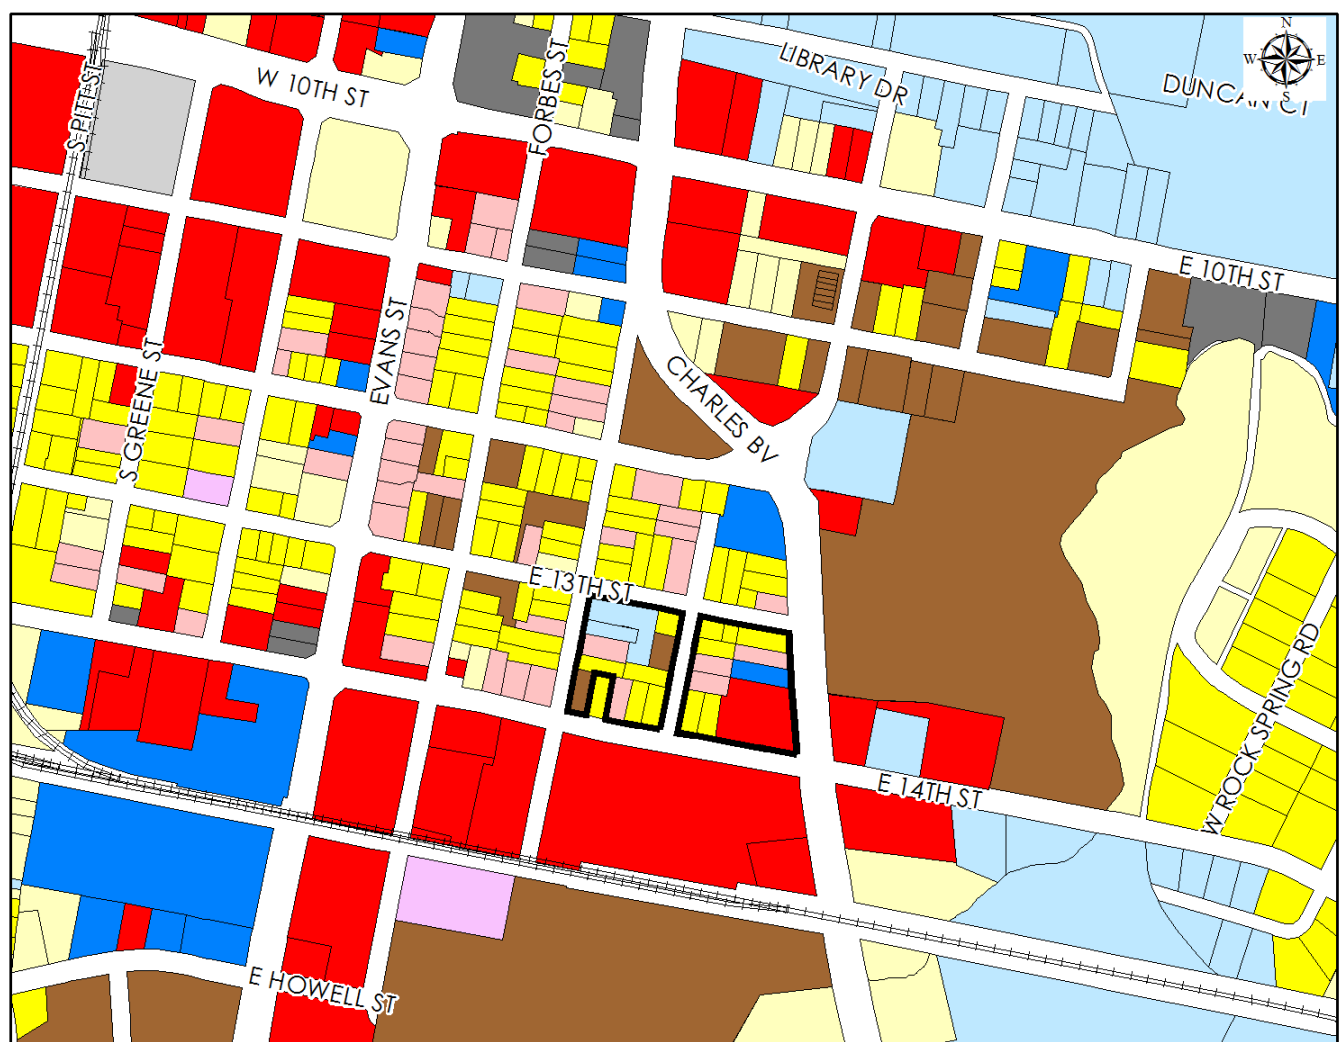 N
W E
S
LIBRARY DR
DUNCAN CT
W 10TH ST
S PITT ST
FORBES ST
E 10TH ST
EVANS ST
S GREENE ST
CHARLES BV
E 13TH ST
W ROCK SPRING RD
E 14TH ST
E HOWELL ST